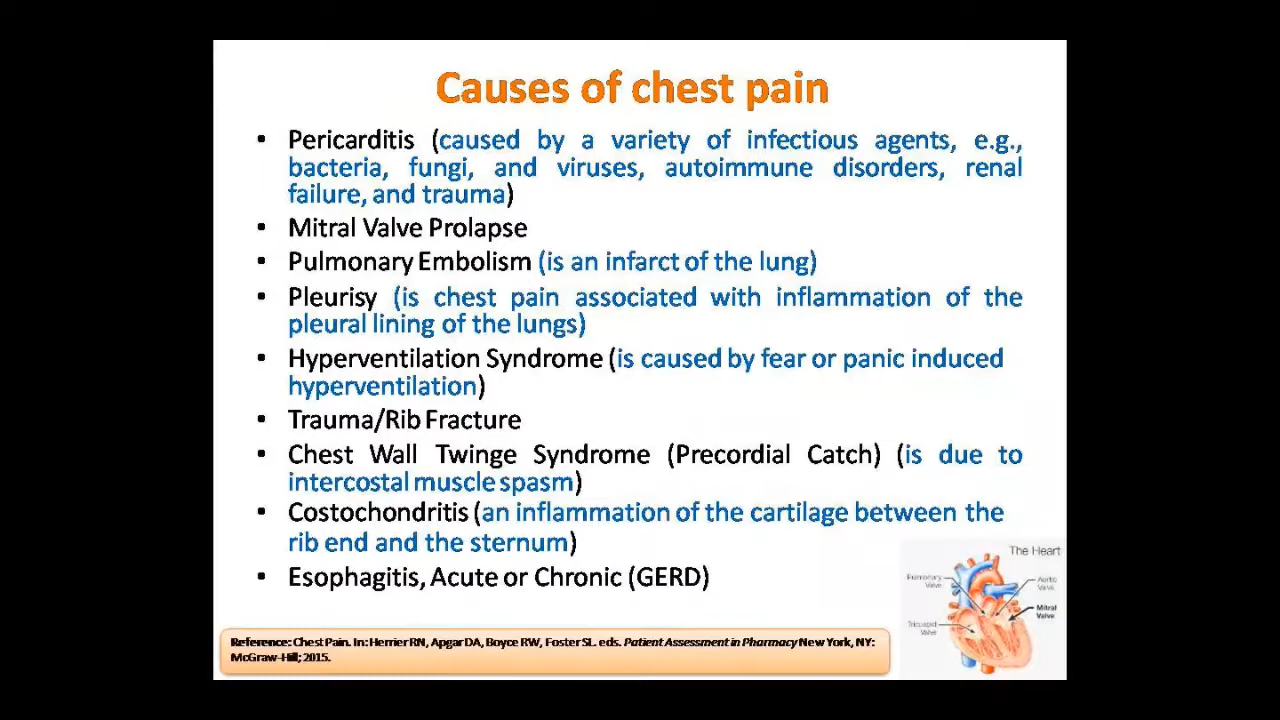 Causes of chest pain
• Pericarditis (caused by a variety of infectious agents, e.g.,
bacteria, fungi, and viruses, autoimmune disorders, renal
failure, and trauma)
• Mitral Valve Prolapse
• Pulmonary Embolism (is an infarct of the lung)
• Pleurisy (is chest pain associated with inflammation of the
pleural lining of the lungs)
• Hyperventilation Syndrome (is caused by fear or panic induced
hyperventilation)
• Trauma/Rib Fracture
• Chest Wall Twinge Syndrome (Precordial Catch) (is due to
intercostal muscle spasm)
• Costochondritis (an inflammation of the cartilage between the
rib end and the sternum)
• Esophagitis, Acute or Chronic (GERD)
The Heart
Pulmonary
Valve
Aortic
Valve
Mitral
Valve
Tricuspid
Valve
Reference: Chest Pain. In: Herrier RN, Apgar DA, Boyce RW, Foster SL. eds. Patient Assessment in Pharmacy New York, NY:
McGraw-Hill; 2015.